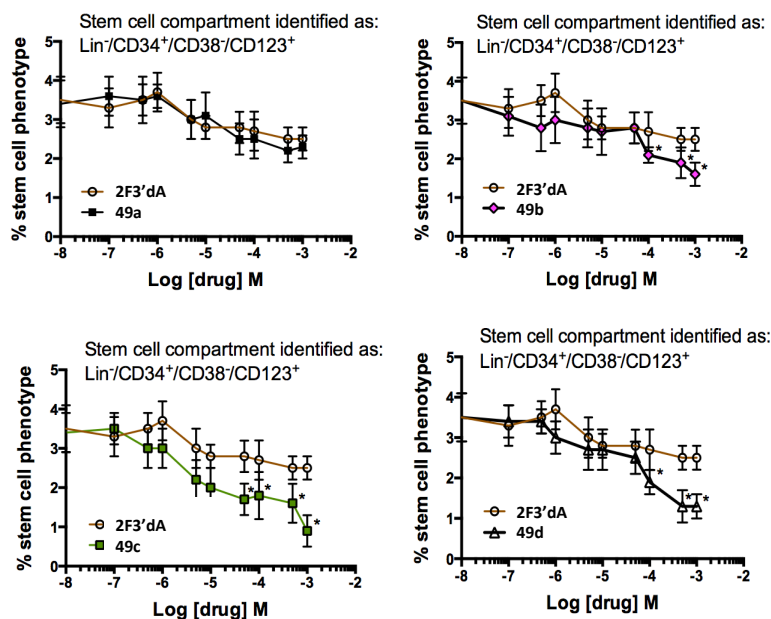 Stem cell compartment identified as:
Lin⁻/CD34⁺/CD38⁻/CD123⁺
% stem cell phenotype
5
4
3
2
1
0
2F3'dA
49a
-8 -7 -6 -5 -4 -3 -2
Log [drug] M
Stem cell compartment identified as:
Lin⁻/CD34⁺/CD38⁻/CD123⁺
% stem cell phenotype
5
4
3
2
1
0
* * *
2F3'dA
49b
-8 -7 -6 -5 -4 -3 -2
Log [drug] M
Stem cell compartment identified as:
Lin⁻/CD34⁺/CD38⁻/CD123⁺
% stem cell phenotype
5
4
3
2
1
0
* * * *
2F3'dA
49c
-8 -7 -6 -5 -4 -3 -2
Log [drug] M
Stem cell compartment identified as:
Lin⁻/CD34⁺/CD38⁻/CD123⁺
% stem cell phenotype
5
4
3
2
1
0
* * *
2F3'dA
49d
-8 -7 -6 -5 -4 -3 -2
Log [drug] M